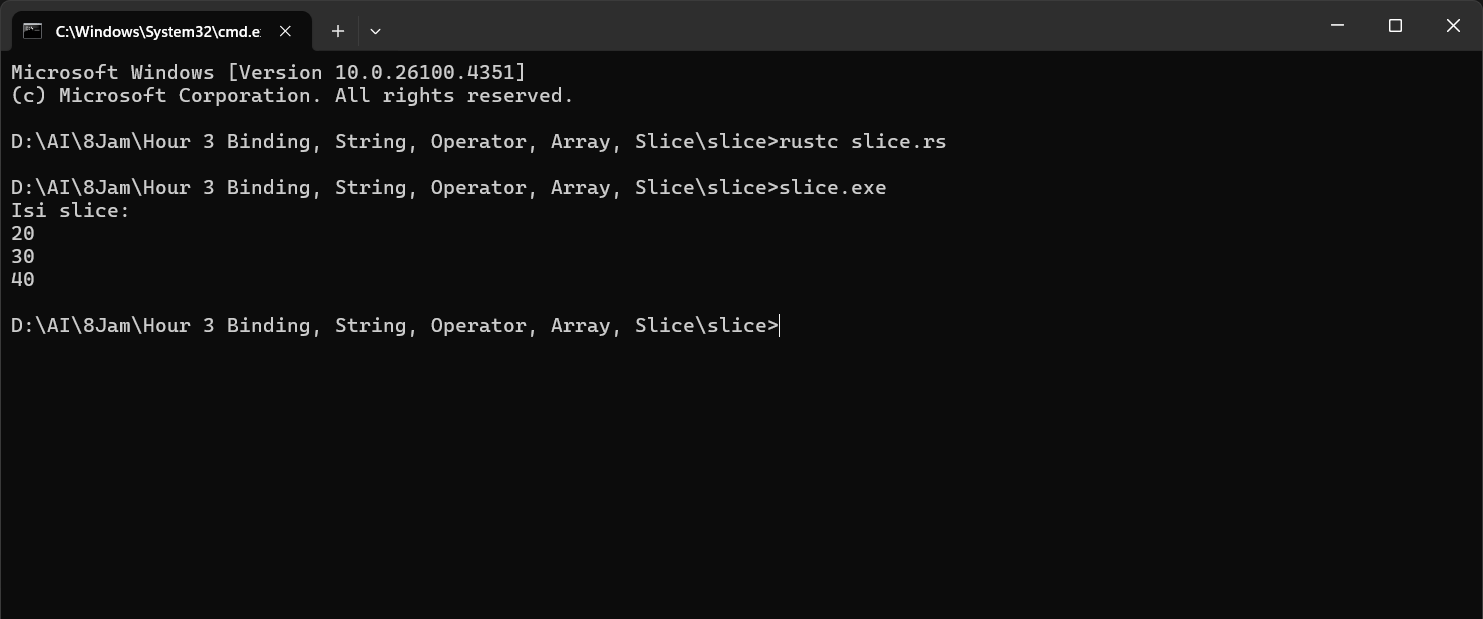 C:\Windows\System32\cmd.e
Microsoft Windows [Version 10.0.26100.4351]
(c) Microsoft Corporation. All rights reserved.
D:\AI\8Jam\Hour 3 Binding, String, Operator, Array, Slice\slice>rustc slice.rs
D:\AI\8Jam\Hour 3 Binding, String, Operator, Array, Slice\slice>slice.exe
Isi slice:
20
30
40
D:\AI\8Jam\Hour 3 Binding, String, Operator, Array, Slice\slice>